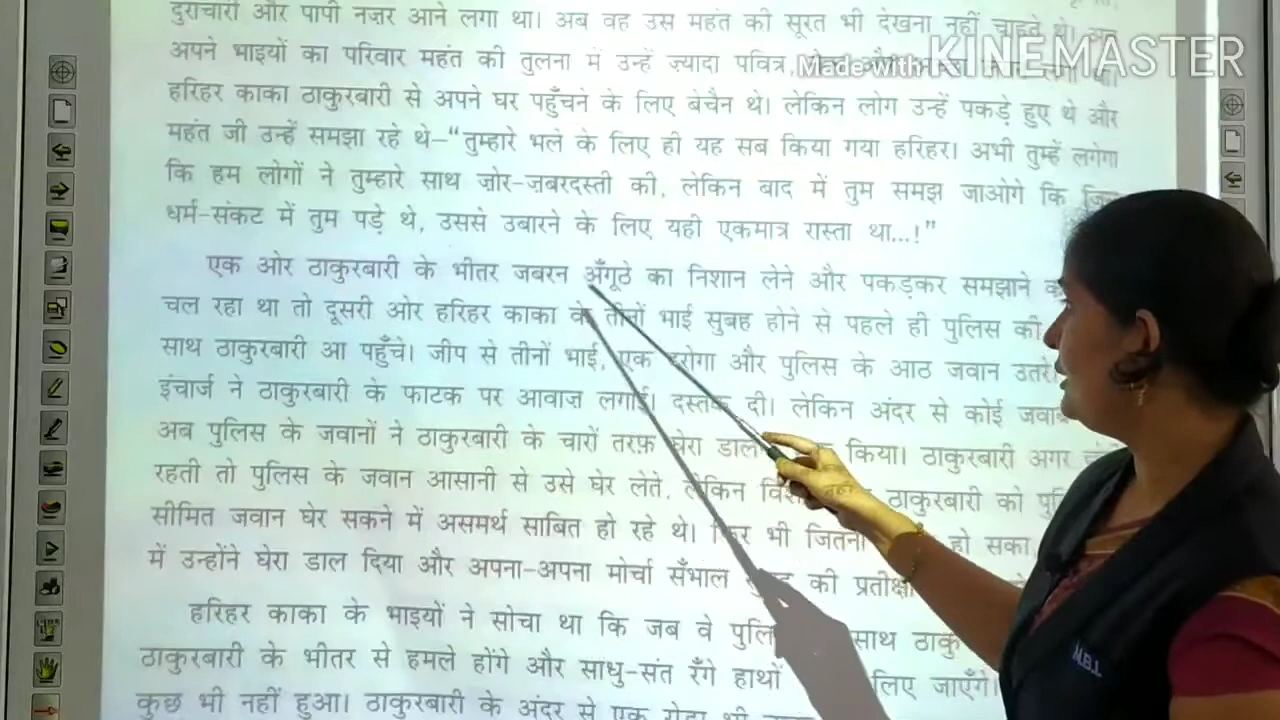 दुराचारी और पापी नज़र आने लगा था। अब वह उस महंत की सूरत भी देखना नहीं चाहते थे।
अपने भाइयों का परिवार महंत की तुलना में उन्हें ज़्यादा पवित्र,
Made with KINEMASTER
हरिहर काका ठाकुरबारी से अपने घर पहुँचने के लिए बेचैन थे। लेकिन लोग उन्हें पकड़े हुए थे और
महंत जी उन्हें समझा रहे थे–“तुम्हारे भले के लिए ही यह सब किया गया हरिहर। अभी तुम्हें लगेगा
कि हम लोगों ने तुम्हारे साथ ज़ोर-ज़बरदस्ती की, लेकिन बाद में तुम समझ जाओगे कि जिस
धर्म-संकट में तुम पड़े थे, उससे उबारने के लिए यही एकमात्र रास्ता था...!”
एक ओर ठाकुरबारी के भीतर जबरन अँगूठे का निशान लेने और पकड़कर समझाने
चल रहा था तो दूसरी ओर हरिहर काका के तीनों भाई सुबह होने से पहले ही पुलिस की
साथ ठाकुरबारी आ पहुँचे। जीप से तीनों भाई, एक दरोगा और पुलिस के आठ जवान उतरे।
इंचार्ज ने ठाकुरबारी के फाटक पर आवाज़ लगाई। दस्तक दी। लेकिन अंदर से कोई
अब पुलिस के जवानों ने ठाकुरबारी के चारों तरफ़ घेरा किया। ठाकुरबारी अगर
रहती तो पुलिस के जवान आसानी से उसे घेर लेते, लेकिन ठाकुरबारी को
सीमित जवान घेर सकने में असमर्थ साबित हो रहे थे। फिर भी जितना हो सका,
में उन्होंने घेरा डाल दिया और अपना-अपना मोर्चा सँभाल की प्रतीक्षा
हरिहर काका के भाइयों ने सोचा था कि जब वे साथ
ठाकुरबारी के भीतर से हमले होंगे और साधु-संत रँगे हाथों लिए जाएँगे।
कुछ भी नहीं हुआ। ठाकुरबारी के अंदर से एक
M.B.I.